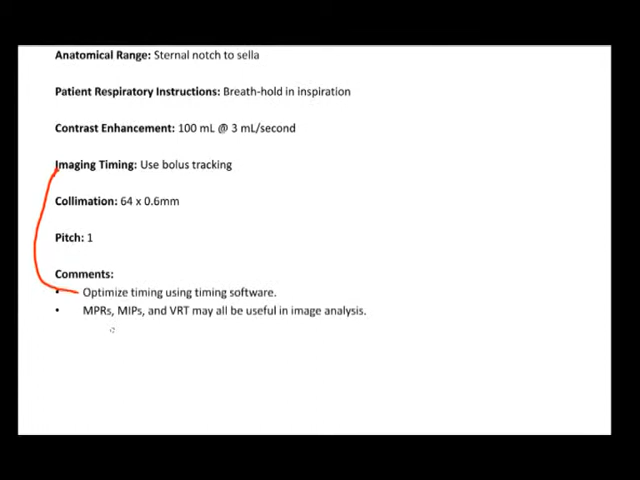 Anatomical Range: Sternal notch to sella
Patient Respiratory Instructions: Breath-hold in inspiration
Contrast Enhancement: 100 mL @ 3 mL/second
Imaging Timing: Use bolus tracking
Collimation: 64 x 0.6mm
Pitch: 1
Comments:
• Optimize timing using timing software.
• MPRs, MIPs, and VRT may all be useful in image analysis.